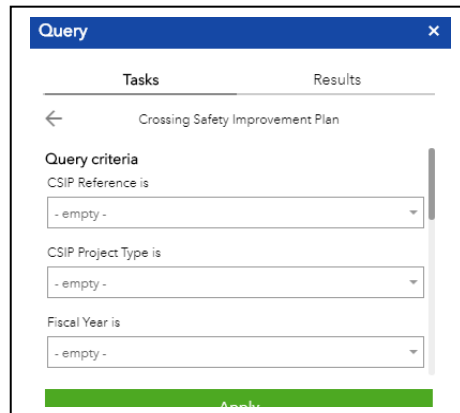 Query ×
Tasks Results
← Crossing Safety Improvement Plan
Query criteria
CSIP Reference is
- empty -
CSIP Project Type is
- empty -
Fiscal Year is
- empty -
Apply